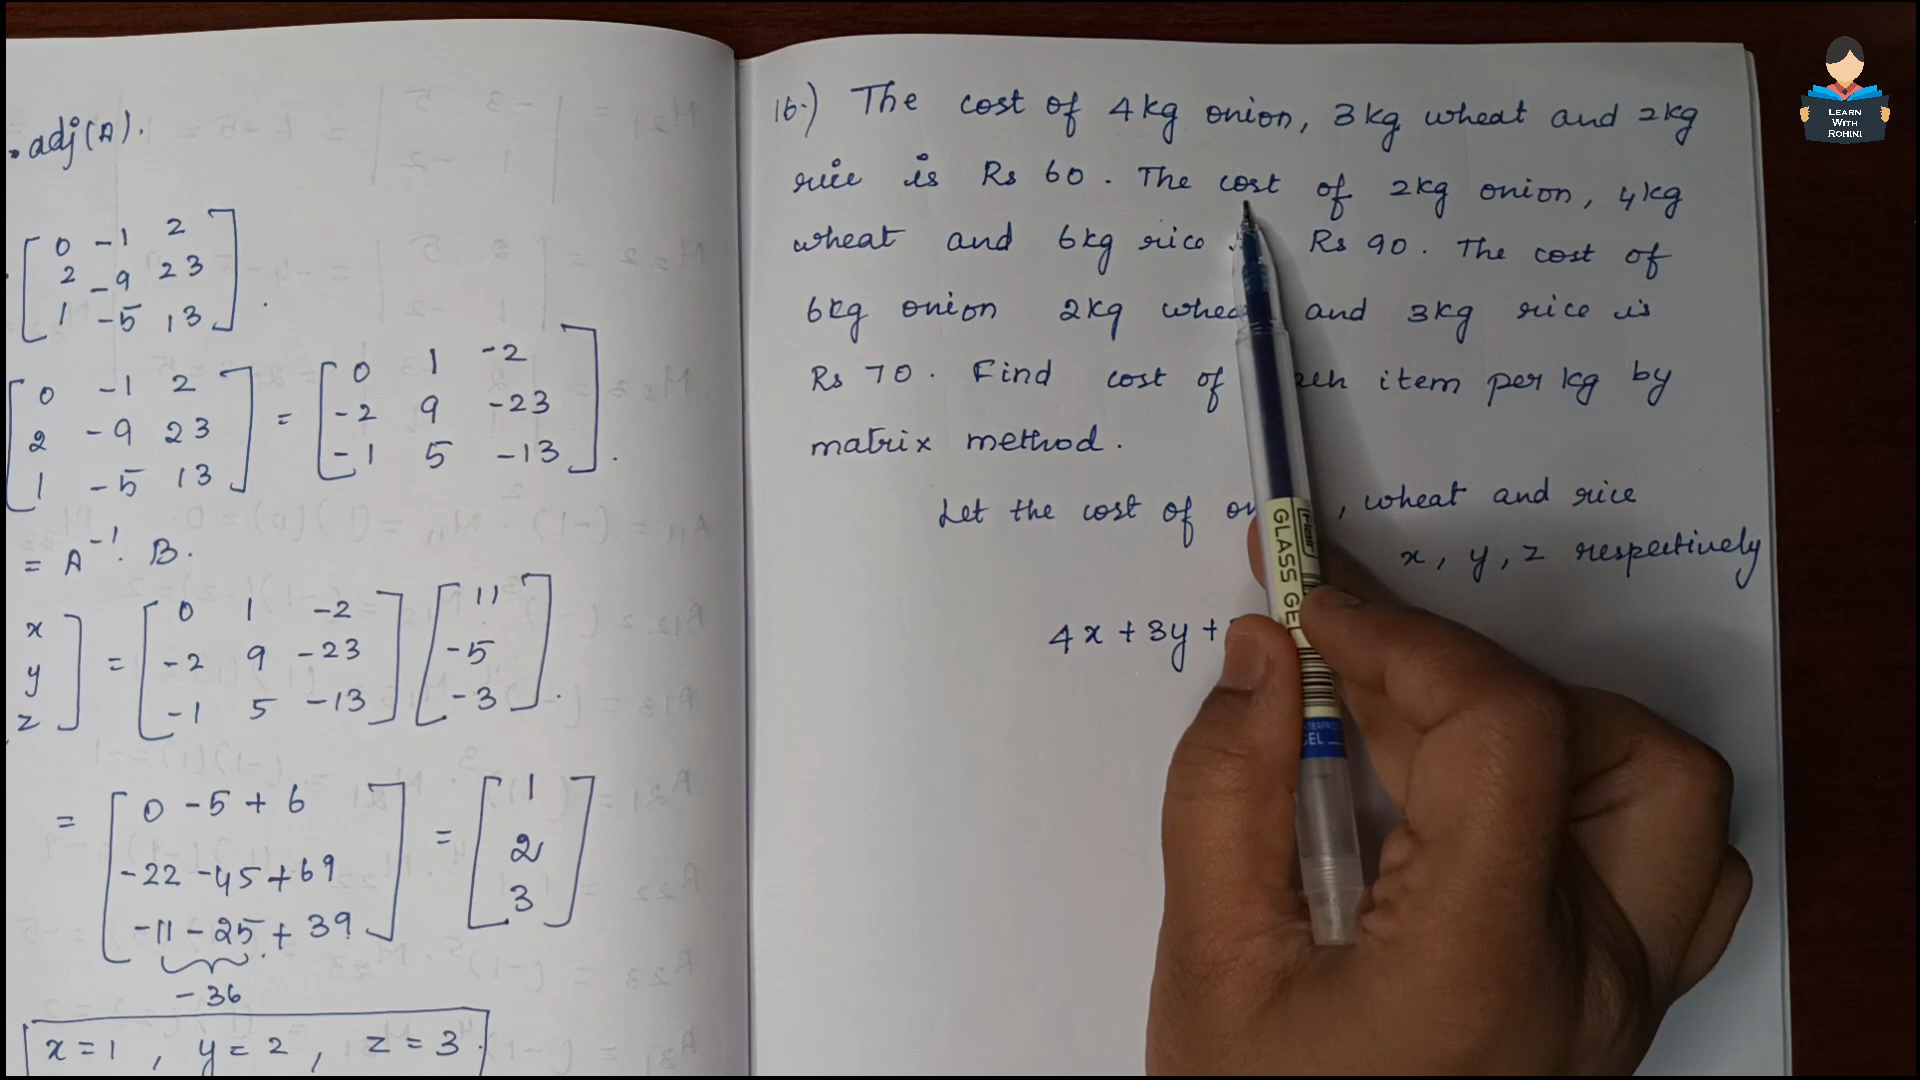 . adj(A).
0 -1 2
2 -9 23
1 -5 13 .
0 -1 2
2 -9 23
1 -5 13
=
0 1 -2
-2 9 -23
-1 5 -13 .
= A⁻¹. B.
x
y
z
=
0 1 -2
-2 9 -23
-1 5 -13
11
-5
-3 .
=
0 -5 + 6
-22 -45 + 69
-11 -25 + 39
-36
=
1
2
3
x = 1 , y = 2 , z = 3 .
16.) The cost of 4kg onion, 3kg wheat and 2kg
rice is Rs 60. The cost of 2kg onion, 4kg
wheat and 6kg rice Rs 90. The cost of
6kg onion 2kg wheat and 3kg rice is
Rs 70. Find cost of each item per kg by
matrix method.
Let the cost of , wheat and rice
x, y, z respectively
4x + 3y +
GLASS GEL
GEL
LEARN
WITH
ROHINI